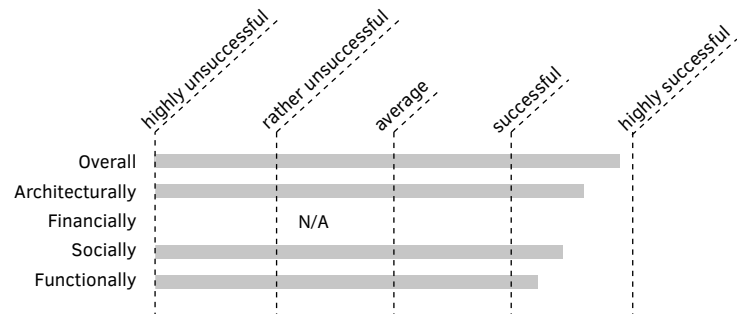 highly unsuccessful
rather unsuccessful
average
successful
highly successful
Overall
Architecturally
Financially N/A
Socially
Functionally